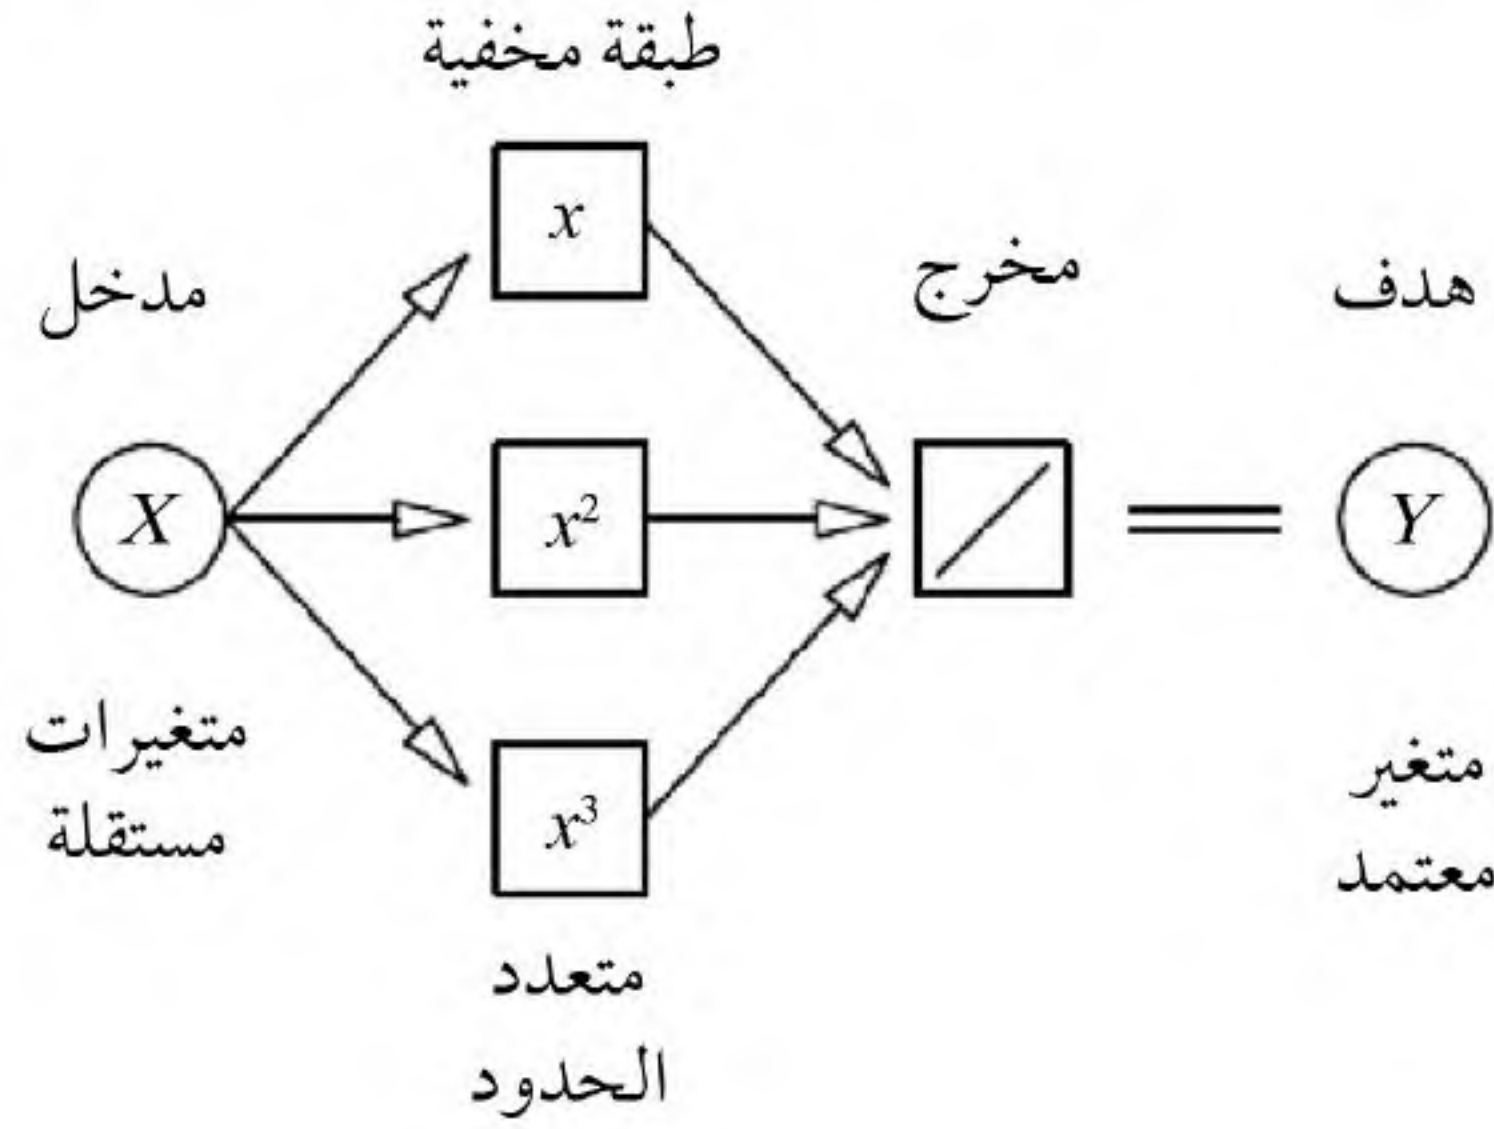 طبقة مخفية
مدخل
مخرج
هدف
x
X
x²
Y
x³
متغيرات
مستقلة
متعدد
الحدود
متغير
معتمد